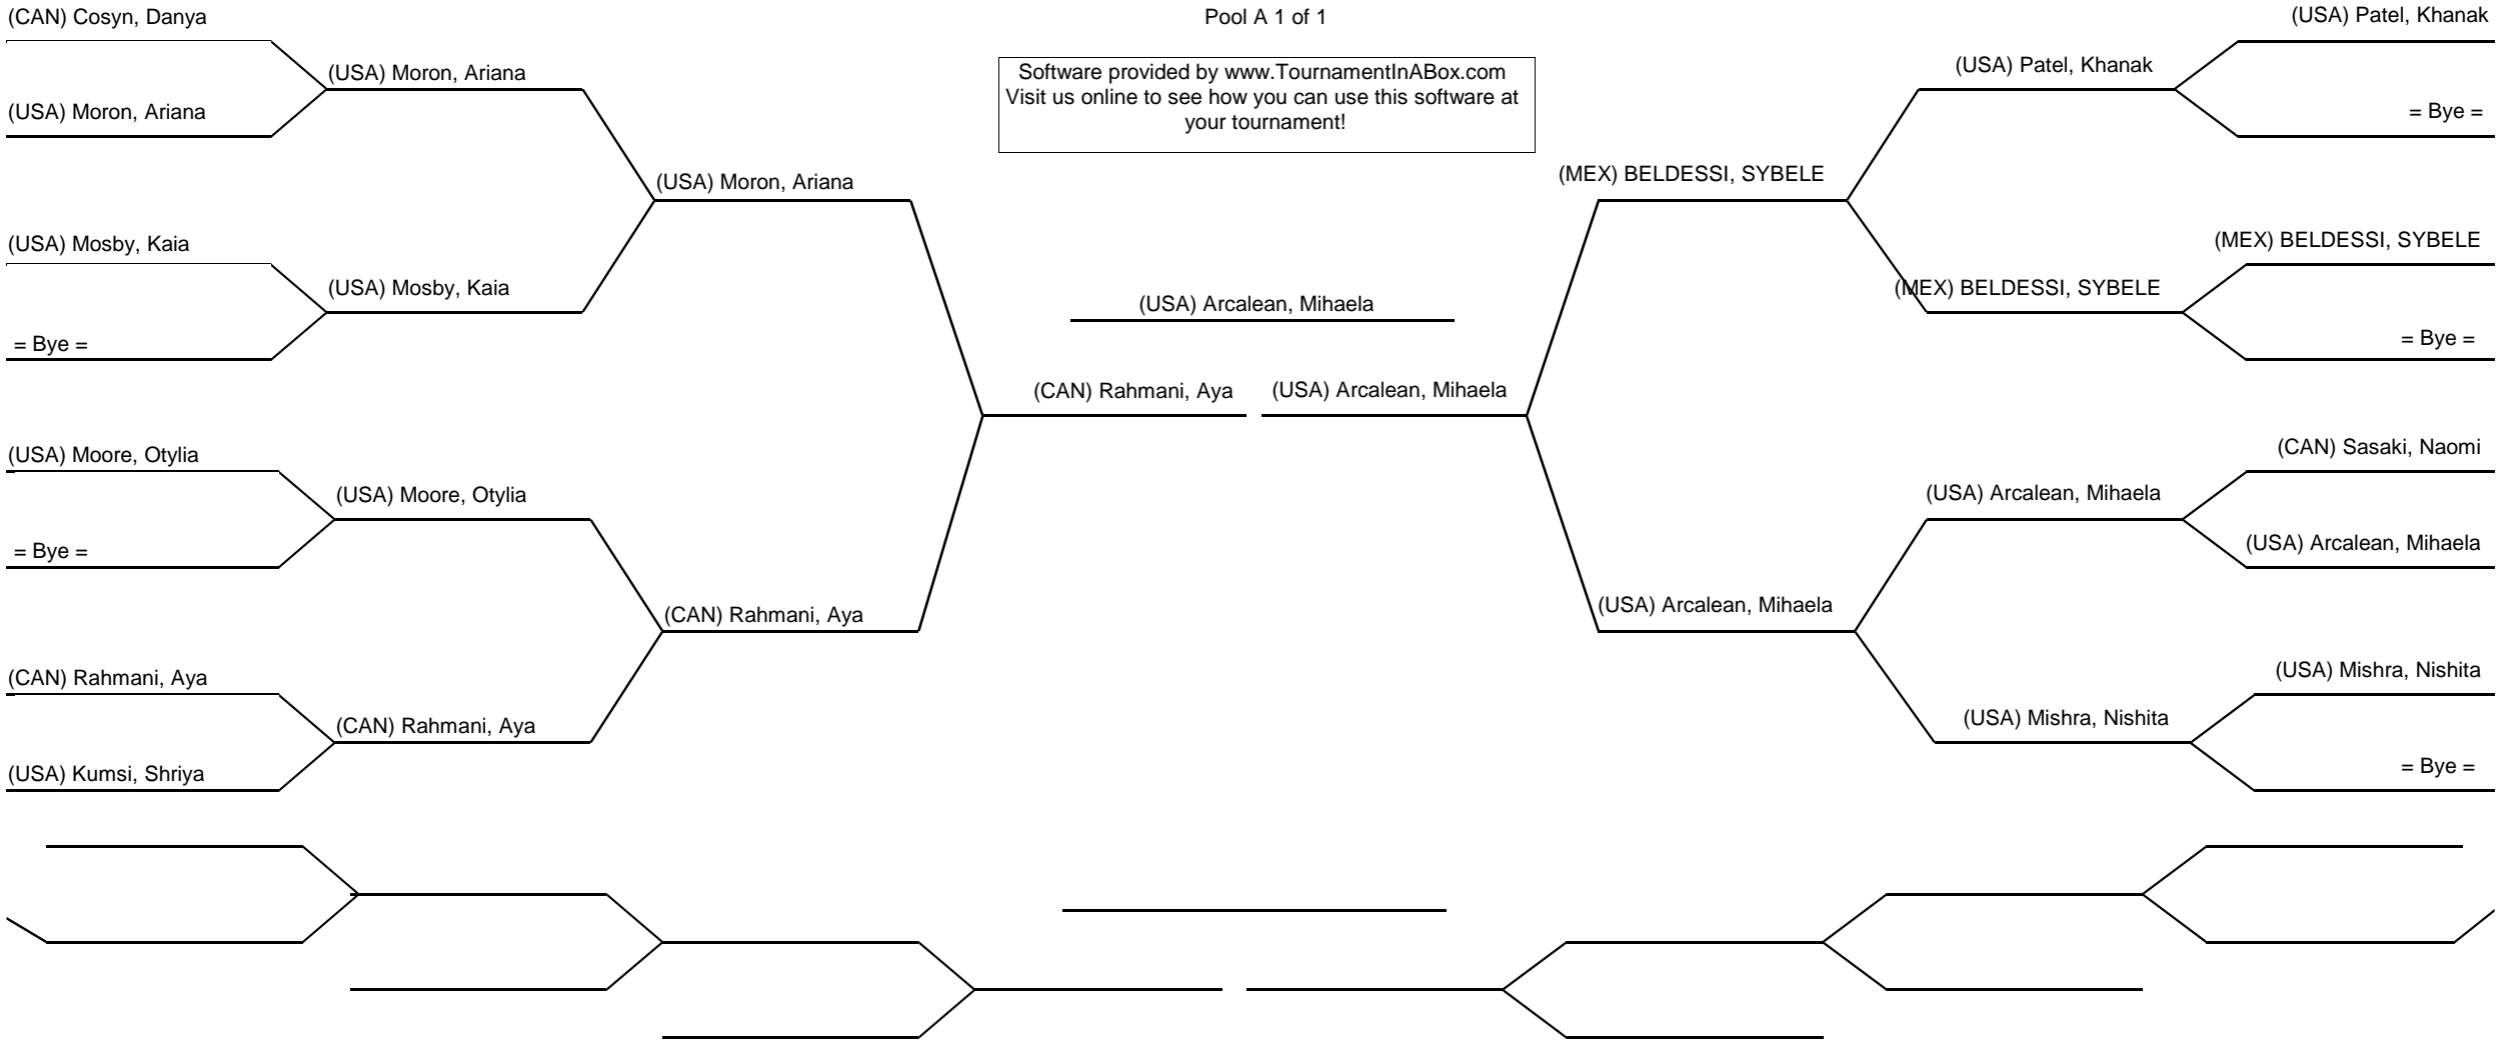 (CAN) Cosyn, Danya
Pool A 1 of 1
(USA) Patel, Khanak
(USA) Moron, Ariana
Software provided by www.TournamentInABox.com
Visit us online to see how you can use this software at
your tournament!
(USA) Patel, Khanak
(USA) Moron, Ariana
= Bye =
(USA) Moron, Ariana
(MEX) BELDESSI, SYBELE
(USA) Mosby, Kaia
(MEX) BELDESSI, SYBELE
(USA) Mosby, Kaia
(USA) Arcalean, Mihaela
(MEX) BELDESSI, SYBELE
= Bye =
= Bye =
(CAN) Rahmani, Aya
(USA) Arcalean, Mihaela
(USA) Moore, Otylia
(CAN) Sasaki, Naomi
(USA) Moore, Otylia
(USA) Arcalean, Mihaela
= Bye =
(USA) Arcalean, Mihaela
(CAN) Rahmani, Aya
(USA) Arcalean, Mihaela
(CAN) Rahmani, Aya
(USA) Mishra, Nishita
(CAN) Rahmani, Aya
(USA) Mishra, Nishita
(USA) Kumsi, Shriya
= Bye =